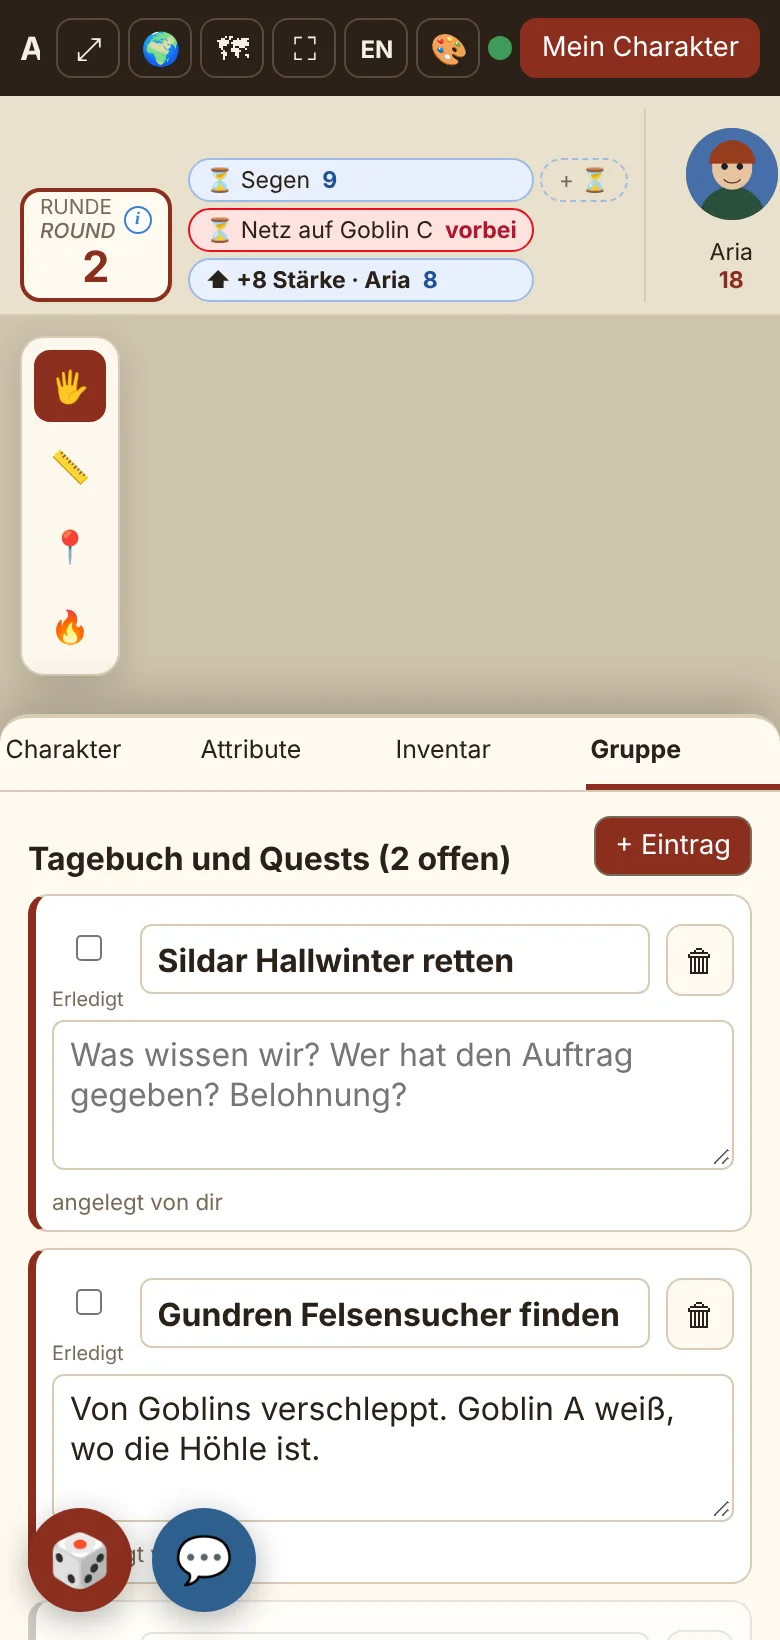 A
EN
Mein Charakter
RUNDE
ROUND
i
2
Segen 9
+
Netz auf Goblin C vorbei
+8 Stärke · Aria 8
Aria
18
Charakter
Attribute
Inventar
Gruppe
Tagebuch und Quests (2 offen)
+ Eintrag
Sildar Hallwinter retten
Erledigt
Was wissen wir? Wer hat den Auftrag
gegeben? Belohnung?
angelegt von dir
Gundren Felsensucher finden
Erledigt
Von Goblins verschleppt. Goblin A weiß,
wo die Höhle ist.